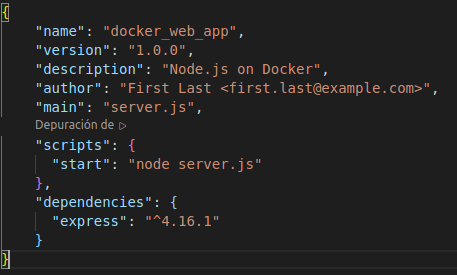 {
"name": "docker_web_app",
"version": "1.0.0",
"description": "Node.js on Docker",
"author": "First Last <first.last@example.com>",
"main": "server.js",
Depuración de ▷
"scripts": {
"start": "node server.js"
},
"dependencies": {
"express": "^4.16.1"
}
}